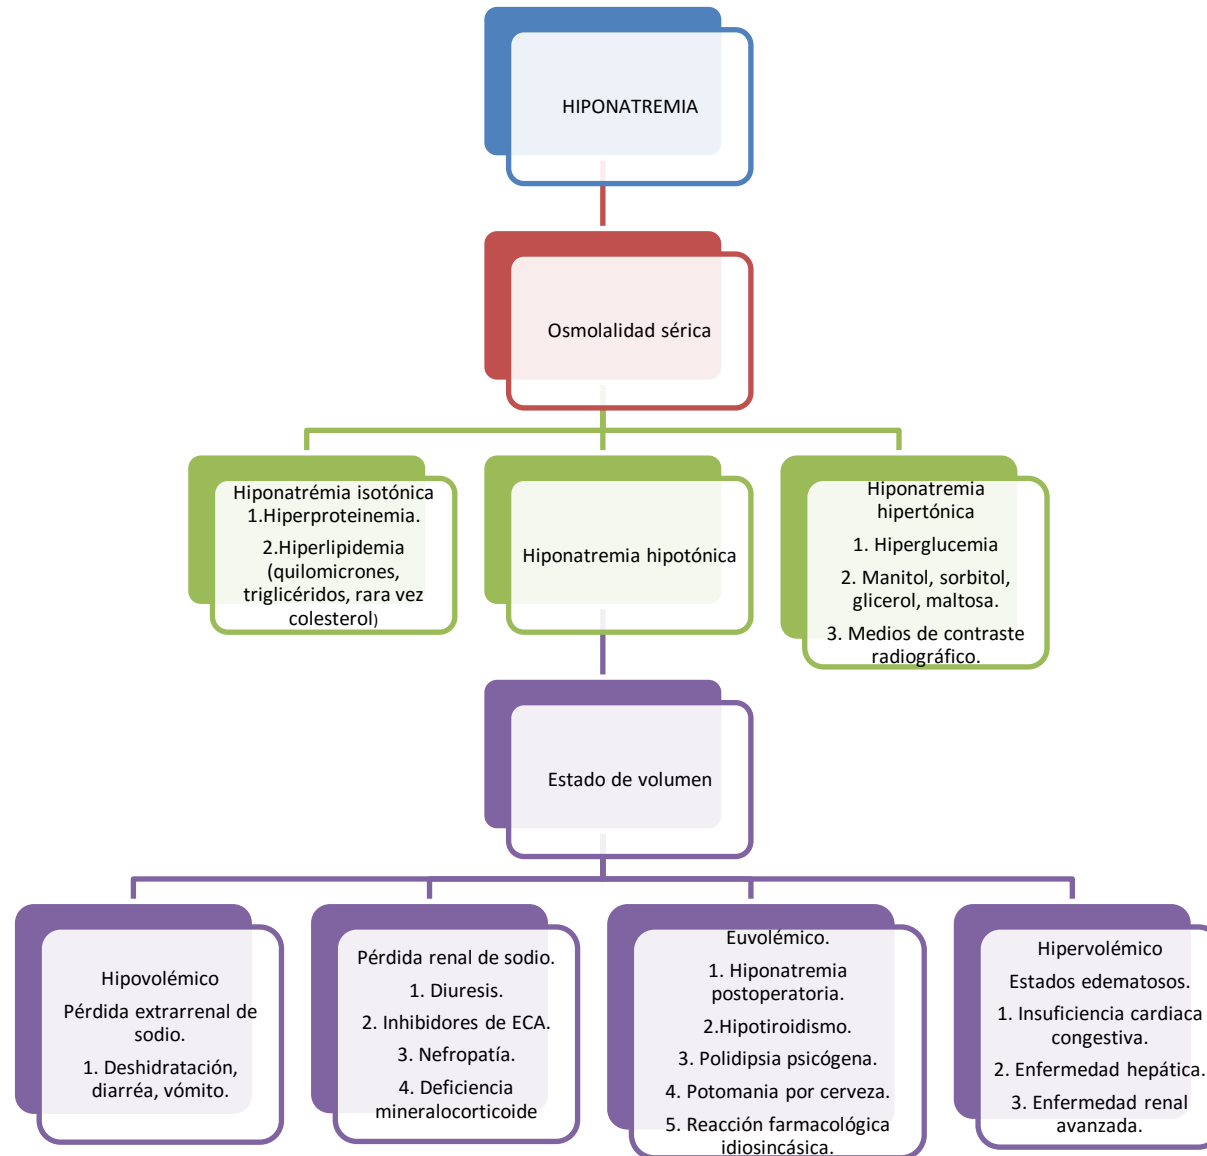 HIPONATREMIA
Osmolalidad sérica
Hiponatrémia isotónica
1.Hiperproteinemia.
2.Hiperlipidemia
(quilomicrones,
triglicéridos, rara vez
colesterol)
Hiponatremia hipotónica
Hiponatremia
hipertónica
1. Hiperglucemia
2. Manitol, sorbitol,
glicerol, maltosa.
3. Medios de contraste
radiográfico.
Estado de volumen
Hipovolémico
Pérdida extrarrenal de
sodio.
1. Deshidratación,
diarréa, vómito.
Pérdida renal de sodio.
1. Diuresis.
2. Inhibidores de ECA.
3. Nefropatía.
4. Deficiencia
mineralocorticoide
Euvolémico.
1. Hiponatremia
postoperatoria.
2.Hipotiroidismo.
3. Polidipsia psicógena.
4. Potomania por cerveza.
5. Reacción farmacológica
idiosincásica.
Hipervolémico
Estados edematosos.
1. Insuficiencia cardiaca
congestiva.
2. Enfermedad hepática.
3. Enfermedad renal
avanzada.